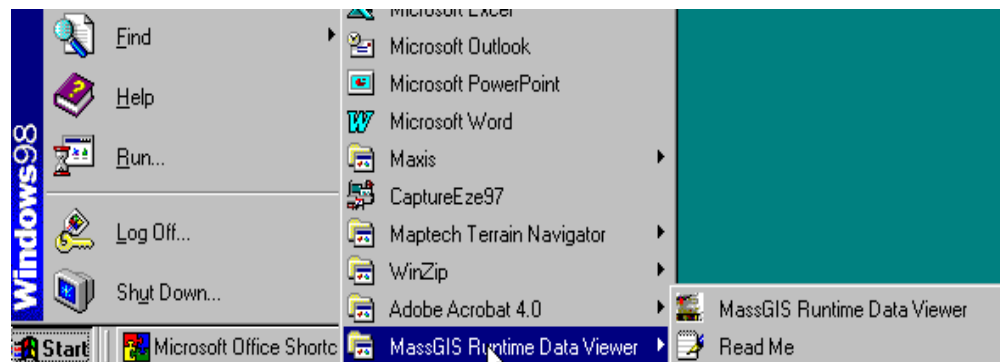 Windows98
Find
Help
Run...
Log Off...
Shut Down...
Start
Microsoft Office Shortc
Microsoft Excel
Microsoft Outlook
Microsoft PowerPoint
Microsoft Word
Maxis
CaptureEze97
Maptech Terrain Navigator
WinZip
Adobe Acrobat 4.0
MassGIS Runtime Data Viewer
MassGIS Runtime Data Viewer
Read Me